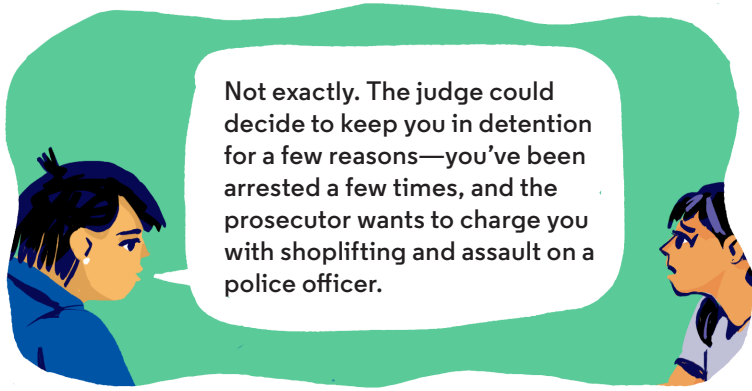 Not exactly. The judge could
decide to keep you in detention
for a few reasons—you’ve been
arrested a few times, and the
prosecutor wants to charge you
with shoplifting and assault on a
police officer.